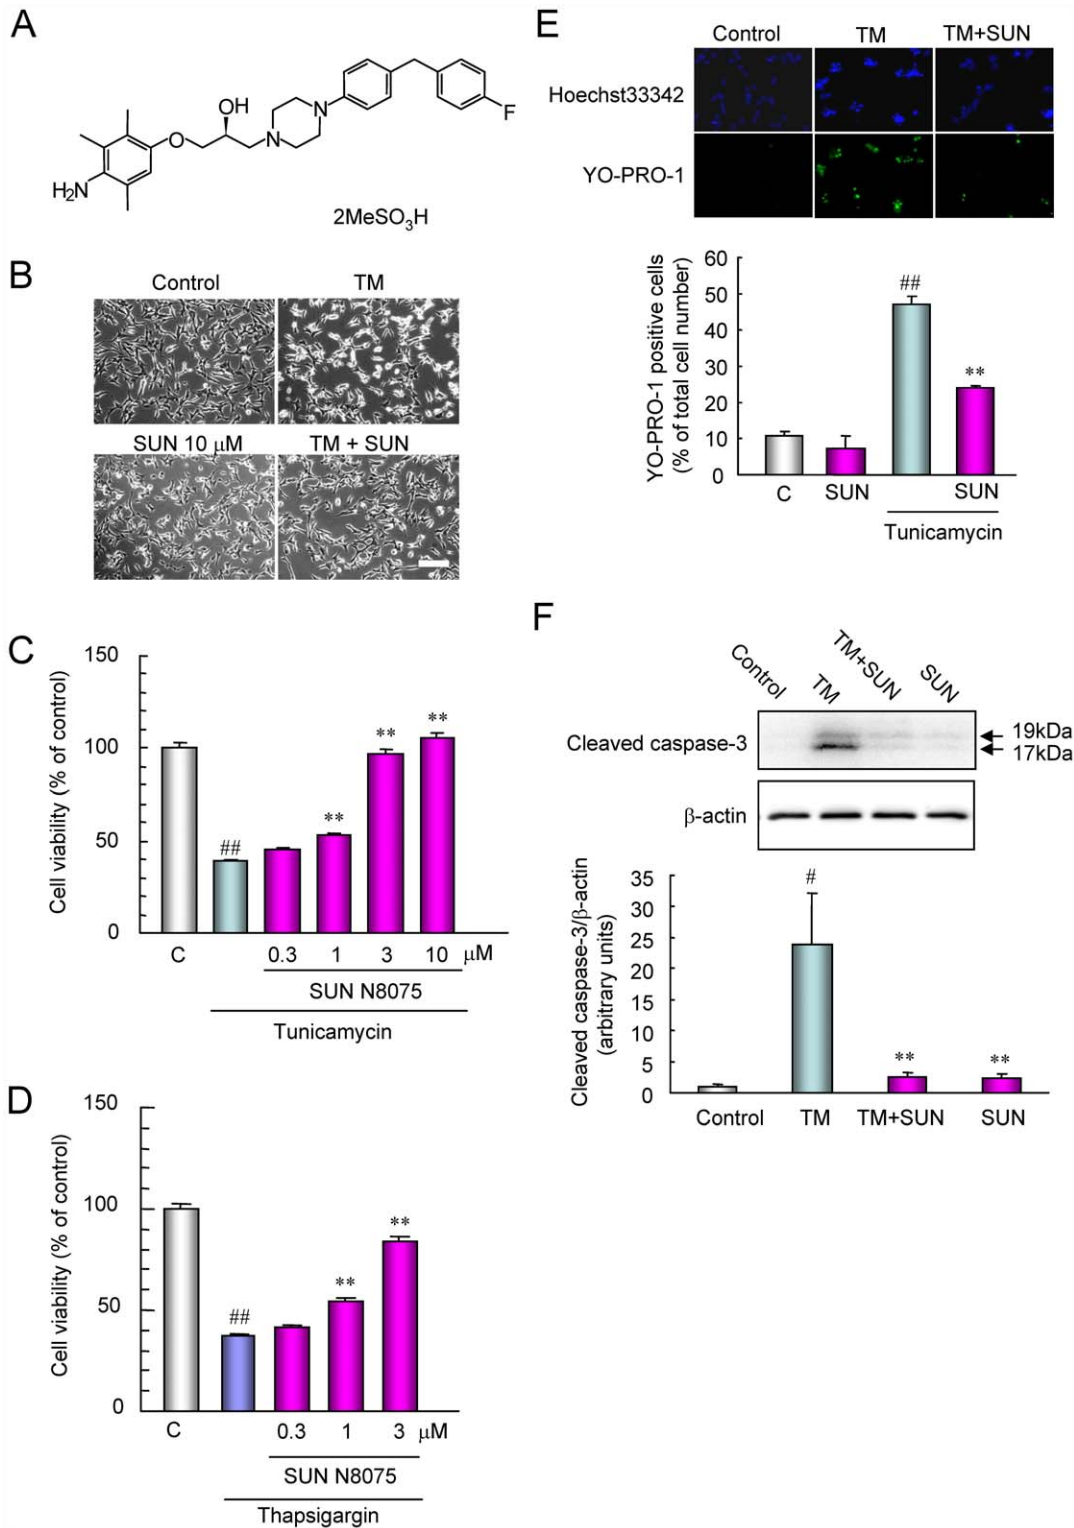 A
OH
O
N
N
F
H₂N
2MeSO₃H
B
Control
TM
SUN 10 μM
TM + SUN
C
Cell viability (% of control)
150
100
50
0
##
**
**
**
C
0.3
1
3
10
μM
SUN N8075
Tunicamycin
D
Cell viability (% of control)
150
100
50
0
##
**
**
C
0.3
1
3
μM
SUN N8075
Thapsigargin
E
Control
TM
TM+SUN
Hoechst33342
YO-PRO-1
YO-PRO-1 positive cells
(% of total cell number)
60
50
40
30
20
10
0
##
**
C
SUN
SUN
Tunicamycin
F
Control
TM
TM+SUN
SUN
Cleaved caspase-3
19kDa
17kDa
β-actin
Cleaved caspase-3/β-actin
(arbitrary units)
35
30
25
20
15
10
5
0
#
**
**
Control
TM
TM+SUN
SUN